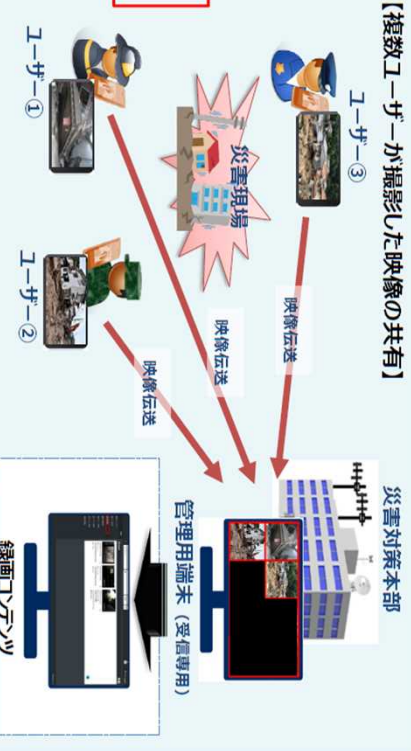 【複数ユーザーが撮影した映像の共有】
ユーザー③
災害現場
ユーザー①
ユーザー②
映像伝送
映像伝送
映像伝送
災害対策本部
管理用端末（受信専用）
録画コンテンツ